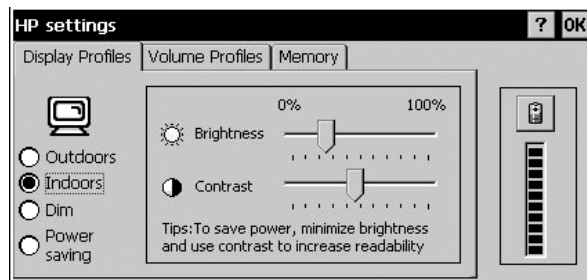 HP settings ? OK
Display Profiles Volume Profiles Memory
0% 100%
Brightness
Outdoors
Indoors
Contrast
Dim
Power
saving
Tips:To save power, minimize brightness
and use contrast to increase readability